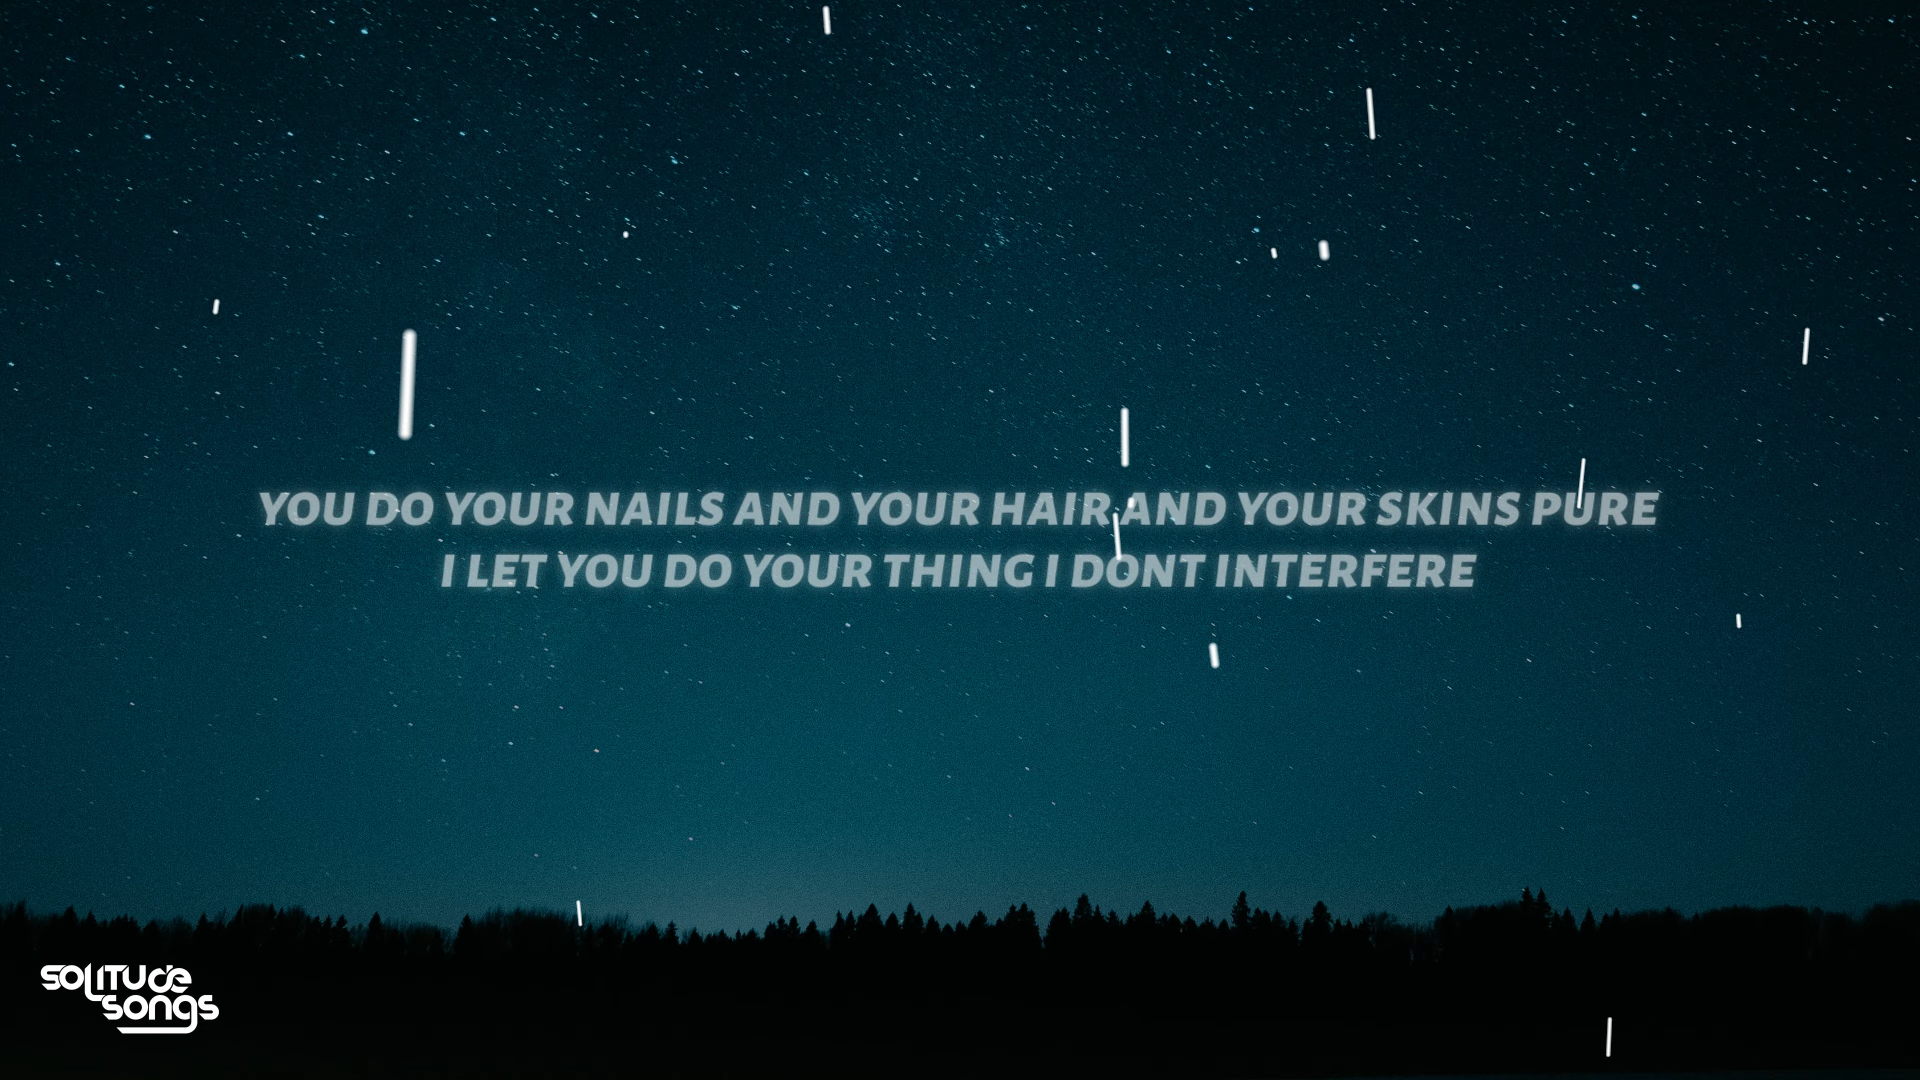 YOU DO YOUR NAILS AND YOUR HAIR AND YOUR SKINS PURE
I LET YOU DO YOUR THING I DONT INTERFERE
SOLITUDE
SONGS